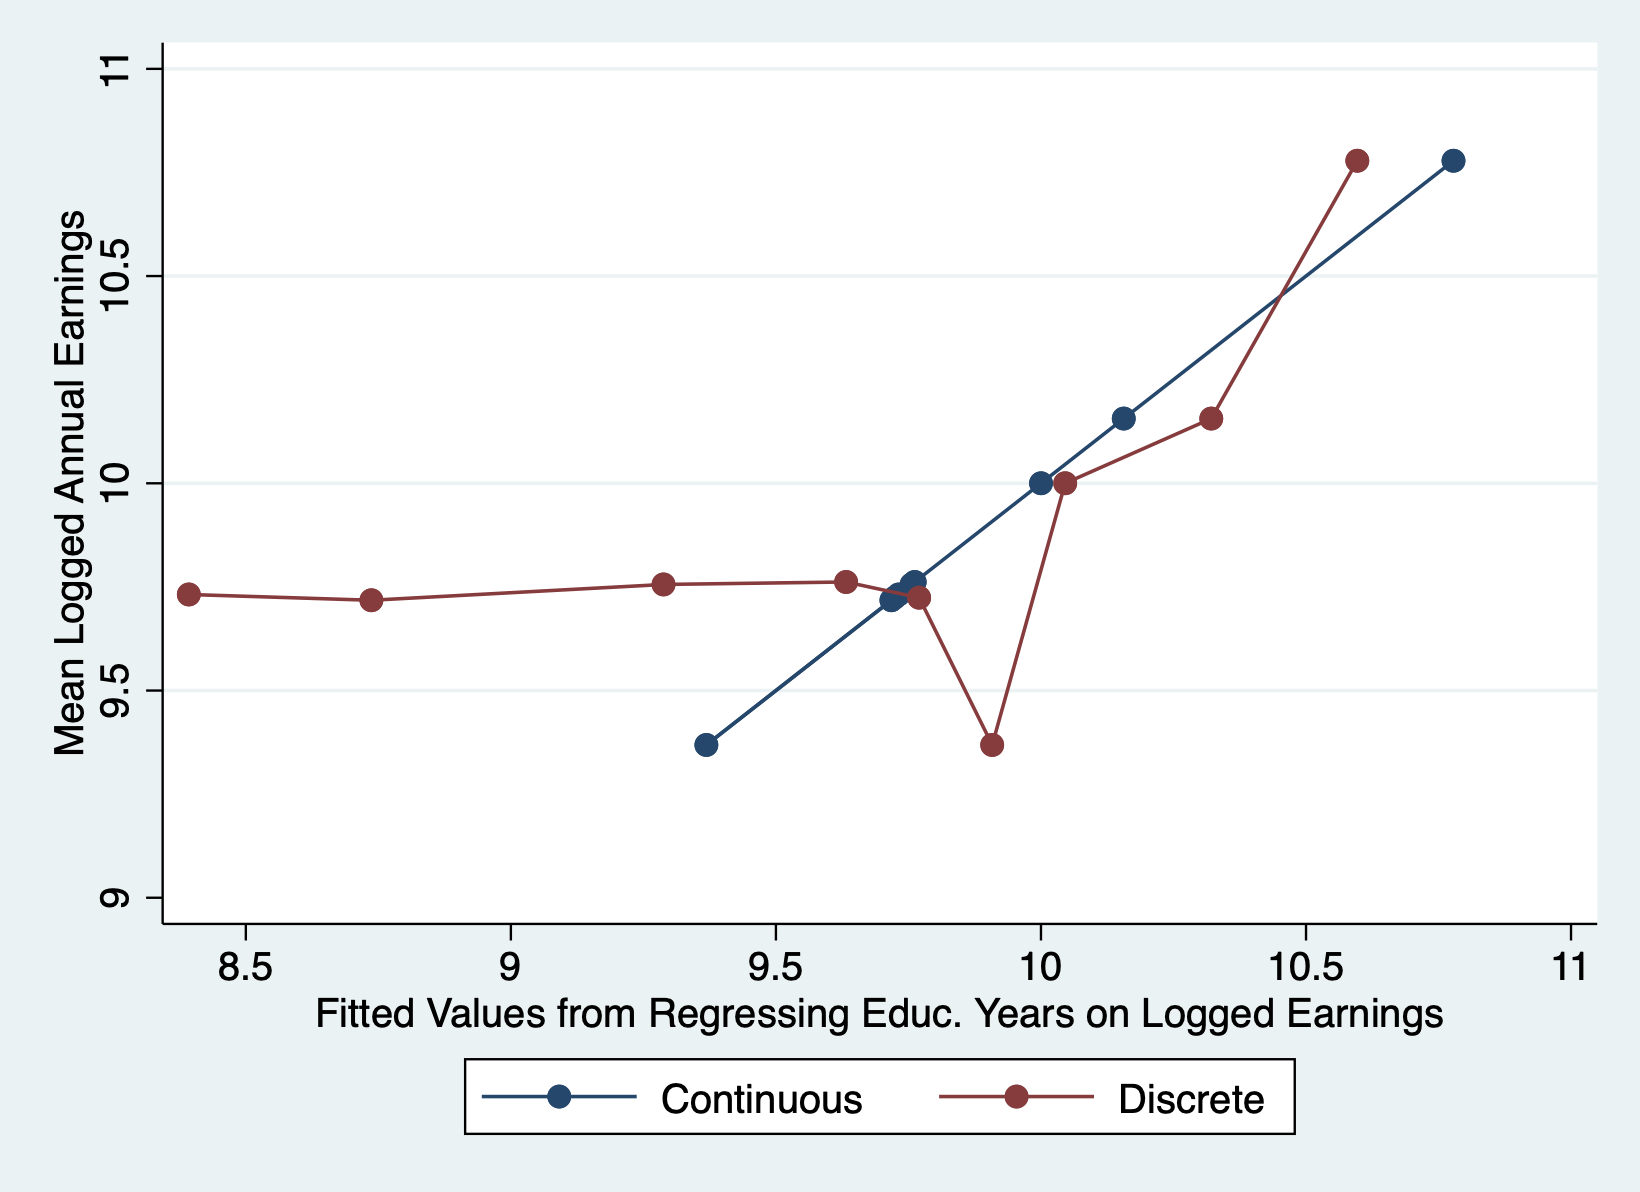 Mean Logged Annual Earnings
11
10.5
10
9.5
9
8.5 9 9.5 10 10.5 11
Fitted Values from Regressing Educ. Years on Logged Earnings
Continuous Discrete